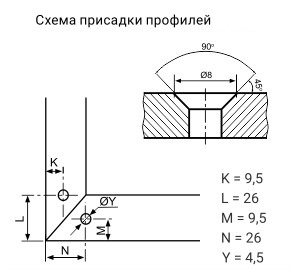 Схема присадки профилей
90°
Ø8
45°
K
L
ØY
M
N
K = 9,5
L = 26
M = 9,5
N = 26
Y = 4,5